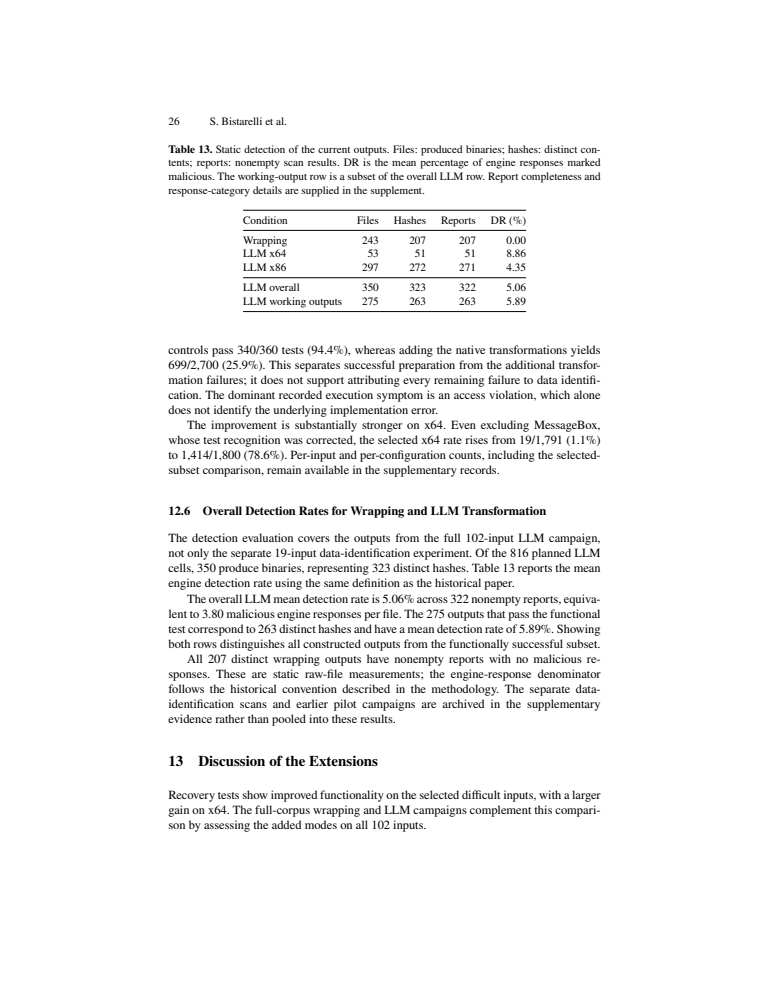 26 S. Bistarelli et al.
Table 13. Static detection of the current outputs. Files: produced binaries; hashes: distinct con-
tents; reports: nonempty scan results. DR is the mean percentage of engine responses marked
malicious. The working-output row is a subset of the overall LLM row. Report completeness and
response-category details are supplied in the supplement.
Condition Files Hashes Reports DR (%)
Wrapping 243 207 207 0.00
LLM x64 53 51 51 8.86
LLM x86 297 272 271 4.35
LLM overall 350 323 322 5.06
LLM working outputs 275 263 263 5.89
controls pass 340/360 tests (94.4%), whereas adding the native transformations yields
699/2,700 (25.9%). This separates successful preparation from the additional transfor-
mation failures; it does not support attributing every remaining failure to data identifi-
cation. The dominant recorded execution symptom is an access violation, which alone
does not identify the underlying implementation error.
The improvement is substantially stronger on x64. Even excluding MessageBox,
whose test recognition was corrected, the selected x64 rate rises from 19/1,791 (1.1%)
to 1,414/1,800 (78.6%). Per-input and per-configuration counts, including the selected-
subset comparison, remain available in the supplementary records.
12.6 Overall Detection Rates for Wrapping and LLM Transformation
The detection evaluation covers the outputs from the full 102-input LLM campaign,
not only the separate 19-input data-identification experiment. Of the 816 planned LLM
cells, 350 produce binaries, representing 323 distinct hashes. Table 13 reports the mean
engine detection rate using the same definition as the historical paper.
The overall LLM mean detection rate is 5.06% across 322 nonempty reports, equiva-
lent to 3.80 malicious engine responses per file. The 275 outputs that pass the functional
test correspond to 263 distinct hashes and have a mean detection rate of 5.89%. Showing
both rows distinguishes all constructed outputs from the functionally successful subset.
All 207 distinct wrapping outputs have nonempty reports with no malicious re-
sponses. These are static raw-file measurements; the engine-response denominator
follows the historical convention described in the methodology. The separate data-
identification scans and earlier pilot campaigns are archived in the supplementary
evidence rather than pooled into these results.
13 Discussion of the Extensions
Recovery tests show improved functionality on the selected difficult inputs, with a larger
gain on x64. The full-corpus wrapping and LLM campaigns complement this compari-
son by assessing the added modes on all 102 inputs.